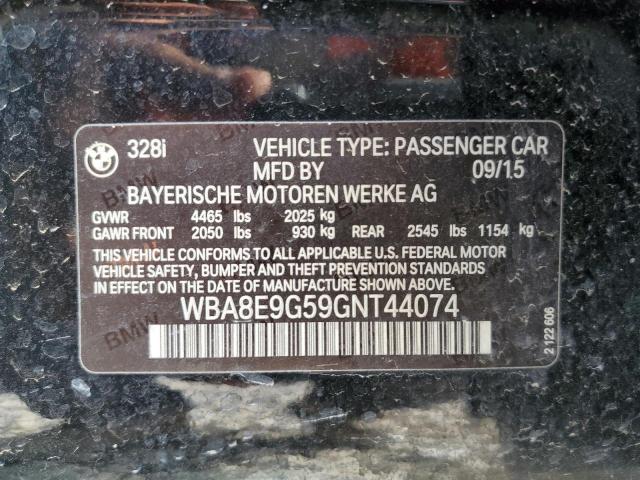 328i VEHICLE TYPE: PASSENGER CAR
MFD BY 09/15
BAYERISCHE MOTOREN WERKE AG
GVWR 4465 lbs 2025 kg
GAWR FRONT 2050 lbs 930 kg REAR 2545 lbs 1154 kg
THIS VEHICLE CONFORMS TO ALL APPLICABLE U.S. FEDERAL MOTOR
VEHICLE SAFETY, BUMPER AND THEFT PREVENTION STANDARDS
IN EFFECT ON THE DATE OF MANUFACTURE SHOWN ABOVE.
WBA8E9G59GNT44074
2 122 606